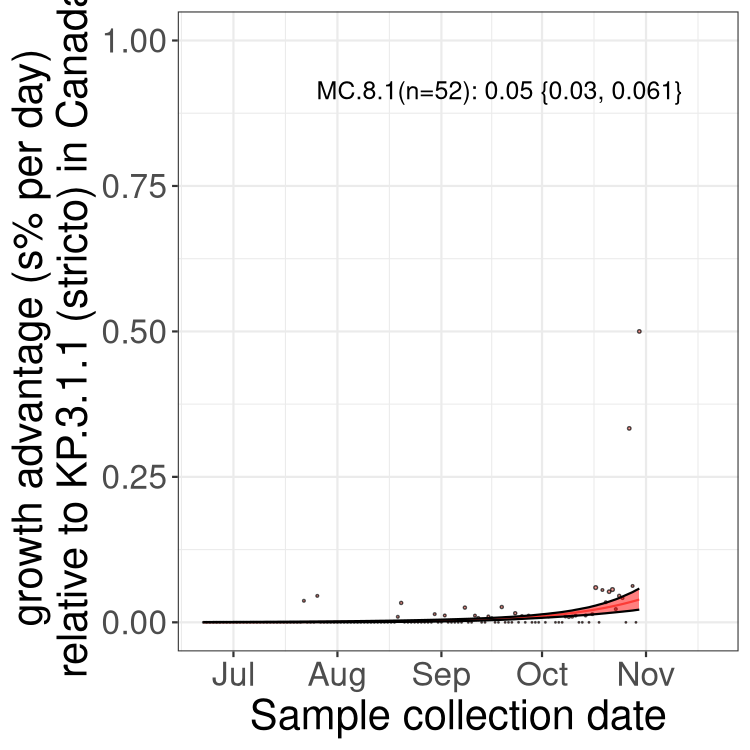 growth advantage (s% per day)
relative to KP.3.1.1 (stricto) in Canada
1.00
MC.8.1(n=52): 0.05 {0.03, 0.061}
0.75
0.50
0.25
0.00
Jul Aug Sep Oct Nov
Sample collection date